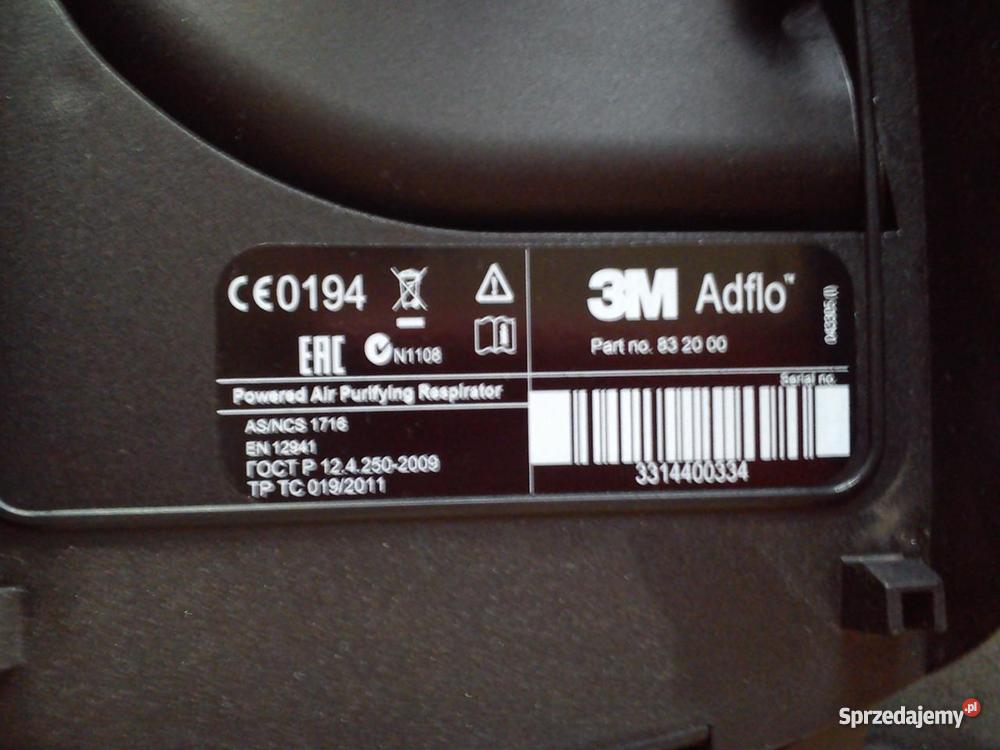 CE0194
EAC N1108
Powered Air Purifying Respirator
AS/NCS 1716
EN 12941
ГОСТ Р 12.4.250-2009
ТР ТС 019/2011
3M Adflo™
Part no. 83 20 00
Serial no.
3314400334
Sprzedajemy.pl